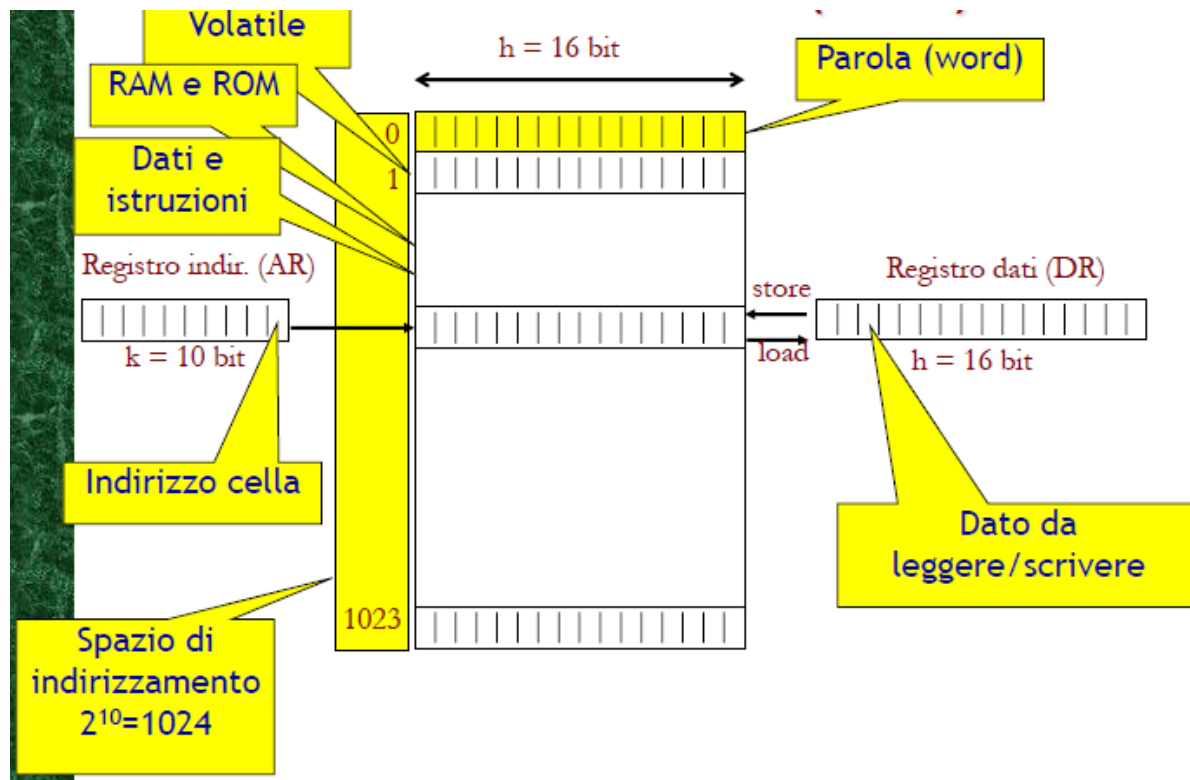 Volatile
h = 16 bit
Parola (word)
RAM e ROM
0
Dati e
istruzioni
1
Registro indir. (AR)
Registro dati (DR)
store
load
k = 10 bit
h = 16 bit
Indirizzo cella
Dato da
leggere/scrivere
1023
Spazio di
indirizzamento
2¹⁰=1024